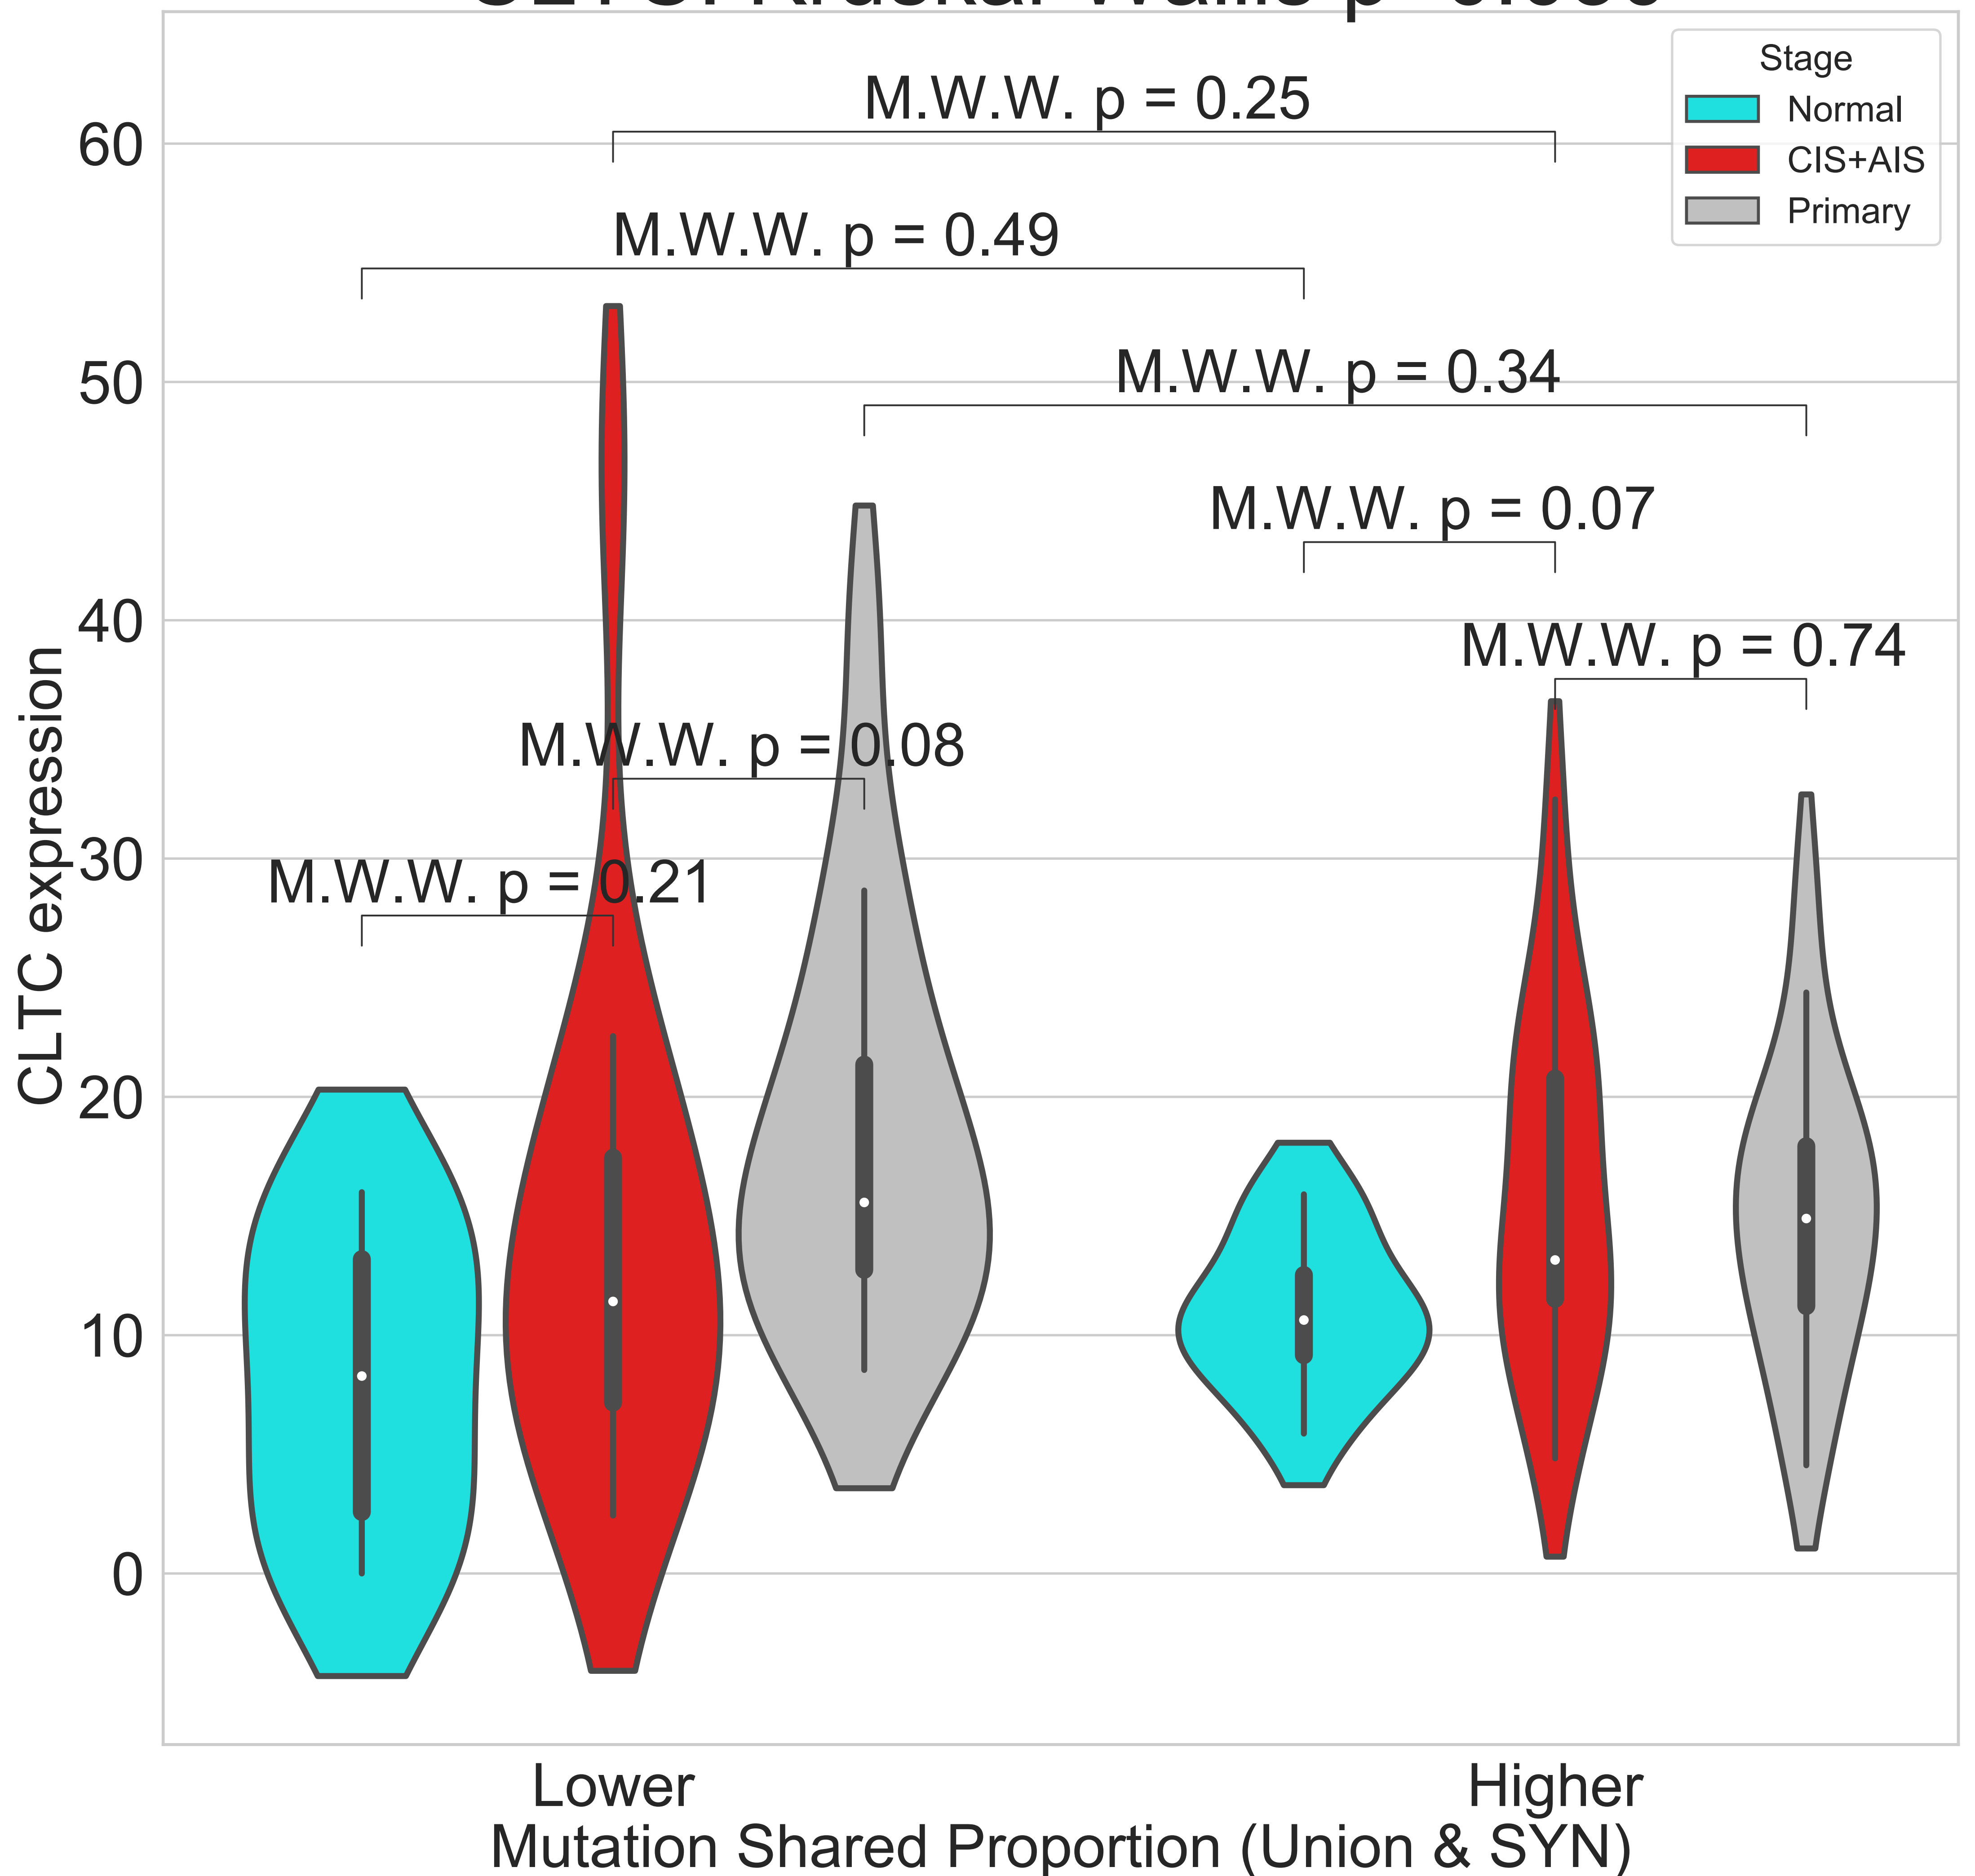 Stage
Normal
CIS+AIS
Primary
M.W.W. p = 0.25
M.W.W. p = 0.49
M.W.W. p = 0.34
M.W.W. p = 0.07
M.W.W. p = 0.74
M.W.W. p = 0.08
M.W.W. p = 0.21
60
50
40
30
20
10
0
CLTC expression
Lower
Higher
Mutation Shared Proportion (Union & SYN)